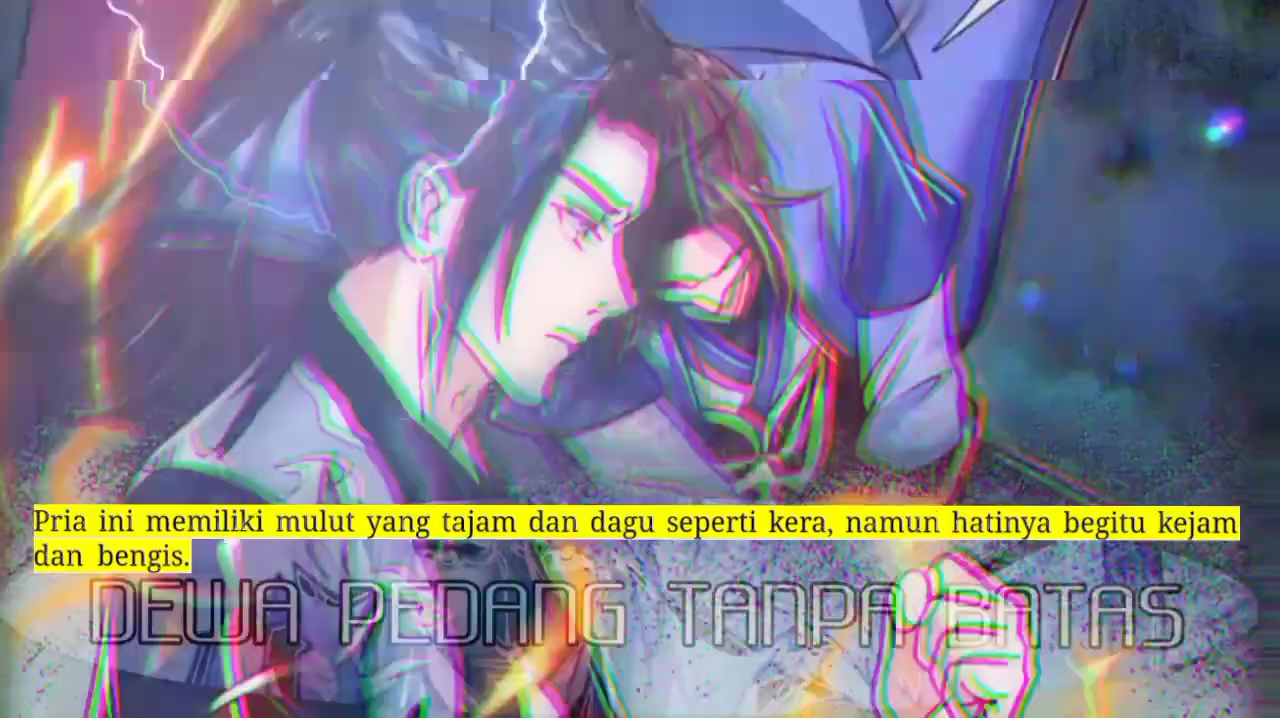 Pria ini memiliki mulut yang tajam dan dagu seperti kera, namun hatinya begitu kejam
dan bengis.
DEWA PEDANG TANPA BATAS